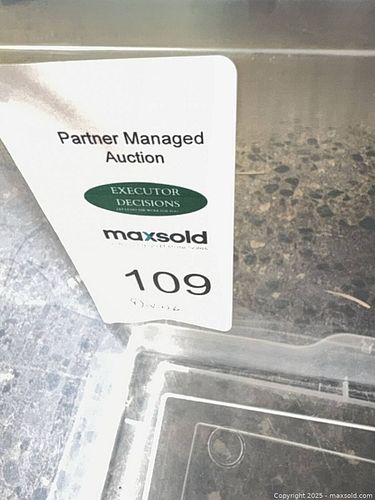 Partner Managed
Auction
EXECUTOR
DECISIONS
maxsold
109
Copyright © 2025 - maxsold.com